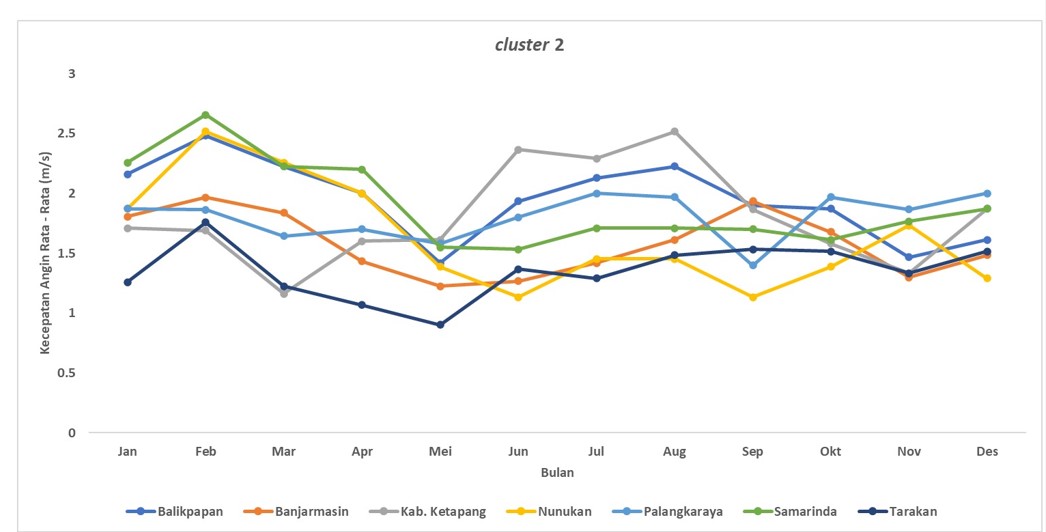 cluster 2
Kecepatan Angin Rata - Rata (m/s)
3
2.5
2
1.5
1
0.5
0
Jan Feb Mar Apr Mei Jun Jul Aug Sep Okt Nov Des
Bulan
Balikpapan Banjarmasin Kab. Ketapang Nunukan Palangkaraya Samarinda Tarakan